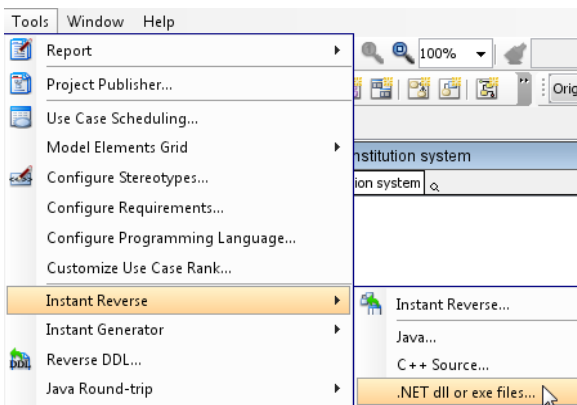 Tools Window Help
Report
100%
Project Publisher...
Orig
Use Case Scheduling...
Model Elements Grid
nstitution system
Configure Stereotypes...
ion system
Configure Requirements...
Configure Programming Language...
Customize Use Case Rank...
Instant Reverse
Instant Reverse...
Instant Generator
Java...
DDL
Reverse DDL...
C++ Source...
Java Round-trip
.NET dll or exe files...